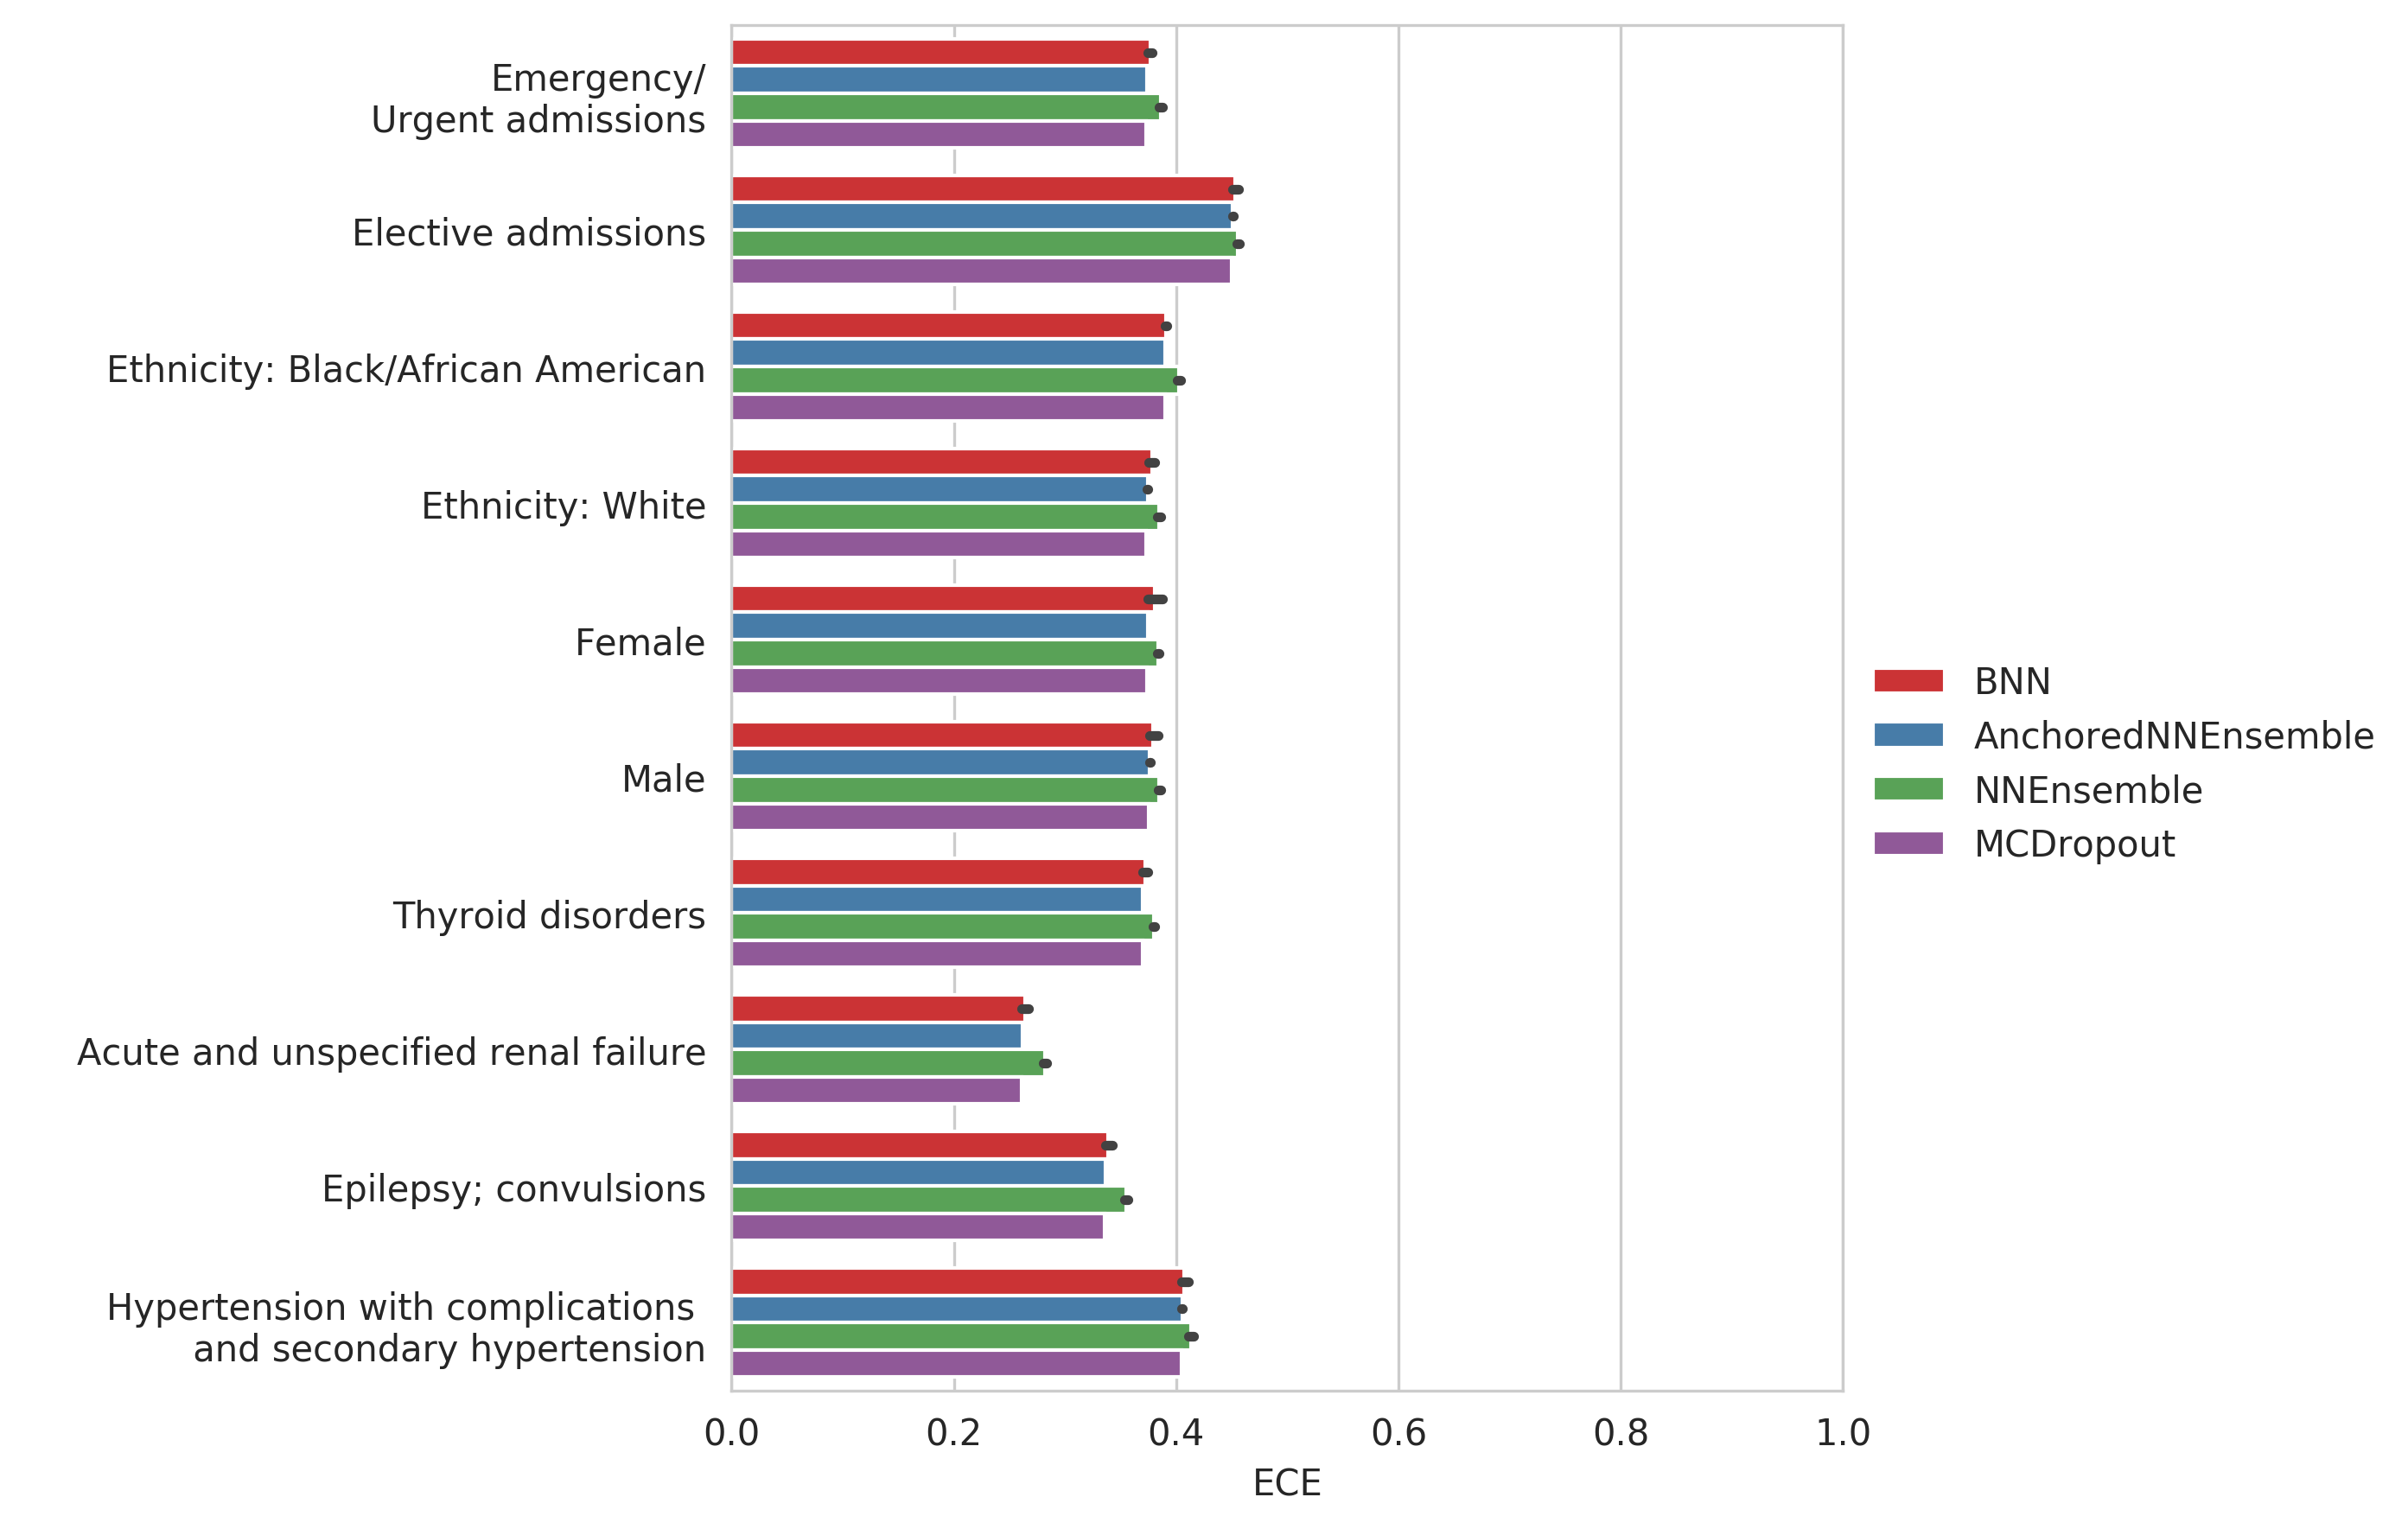 Emergency/
Urgent admissions
Elective admissions
Ethnicity: Black/African American
Ethnicity: White
Female
Male
Thyroid disorders
Acute and unspecified renal failure
Epilepsy; convulsions
Hypertension with complications
and secondary hypertension
0.0 0.2 0.4 0.6 0.8 1.0
ECE
BNN
AnchoredNNEnsemble
NNEnsemble
MCDropout